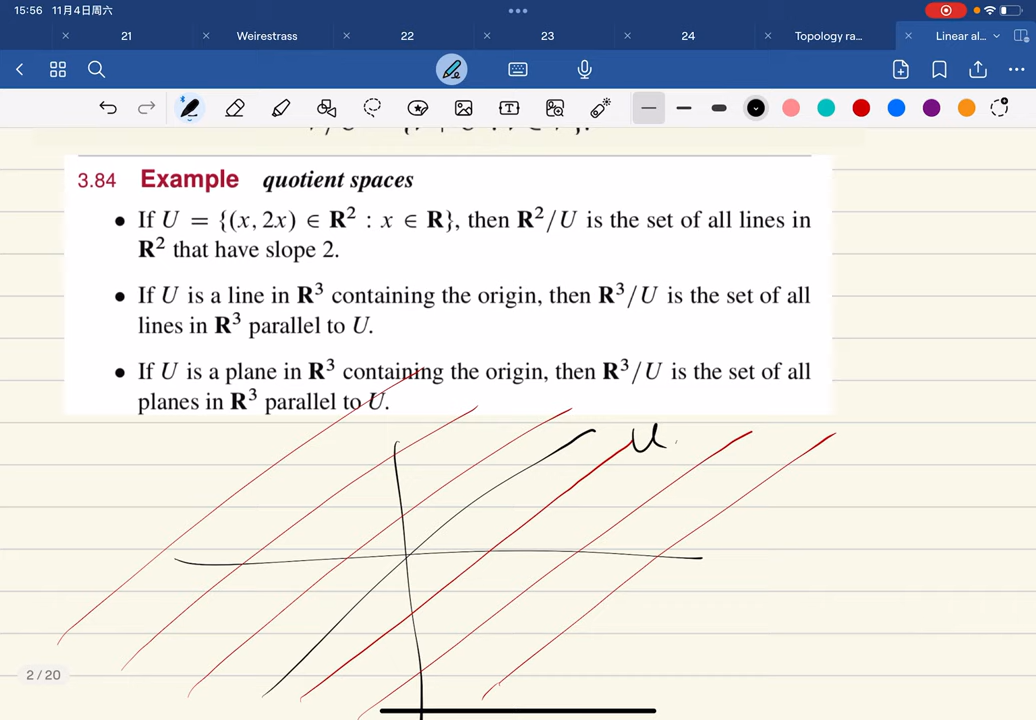 15:56 11月4日周六
21 Weirestrass 22 23 24 Topology ra... Linear al...
3.84 Example quotient spaces
• If U = {(x, 2x) ∈ R² : x ∈ R}, then R²/U is the set of all lines in
R² that have slope 2.
• If U is a line in R³ containing the origin, then R³/U is the set of all
lines in R³ parallel to U.
• If U is a plane in R³ containing the origin, then R³/U is the set of all
planes in R³ parallel to U.
U
2 / 20